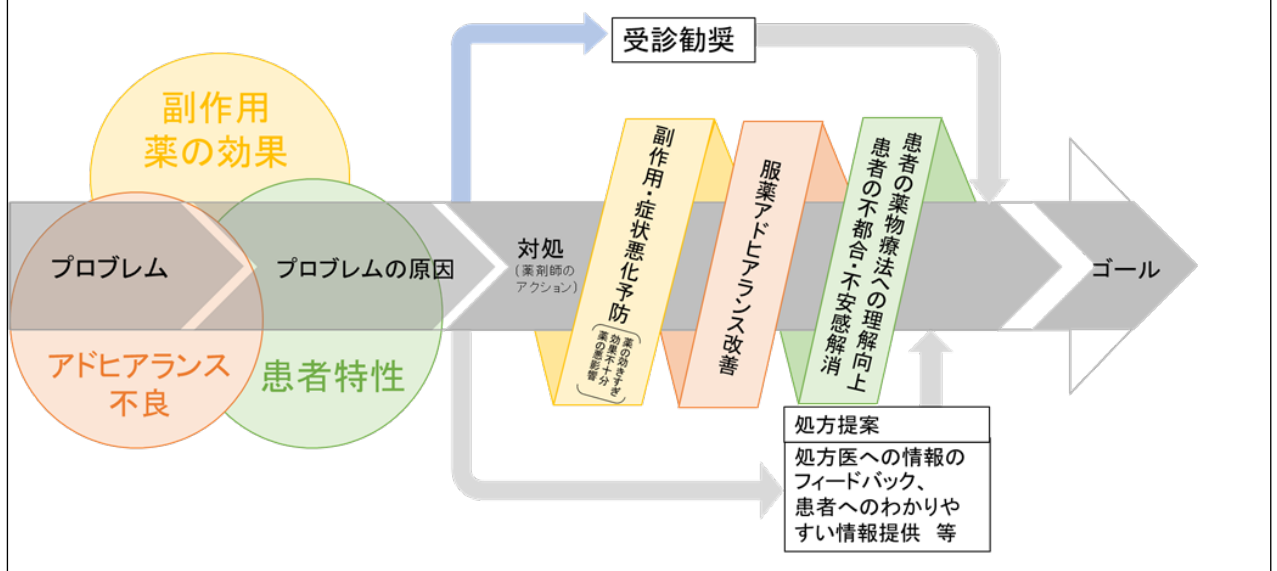 受診勧奨
副作用
薬の効果
プロブレム
プロブレムの原因
アドヒアランス
不良
患者特性
対処
(薬剤師の
アクション)
副作用・症状悪化予防
薬の効きすぎ
効果不十分
薬の悪影響
服薬アドヒアランス改善
患者の薬物療法への理解向上
患者の不都合・不安感解消
ゴール
処方提案
処方医への情報の
フィードバック、
患者へのわかりや
すい情報提供 等